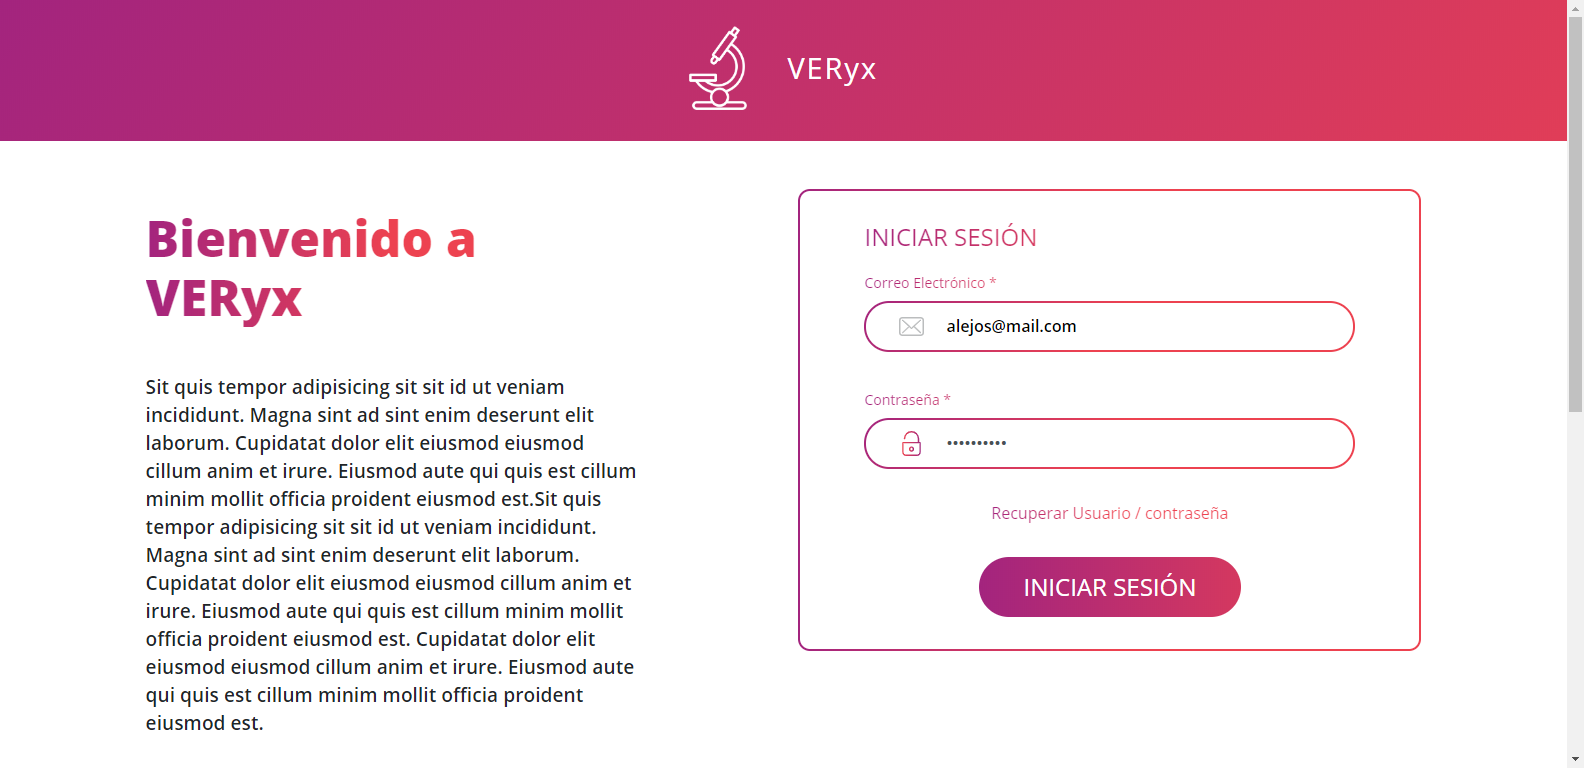 VERyx
Bienvenido a
VERyx
Sit quis tempor adipisicing sit sit id ut veniam
incididunt. Magna sint ad sint enim deserunt elit
laborum. Cupidatat dolor elit eiusmod eiusmod
cillum anim et irure. Eiusmod aute qui quis est cillum
minim mollit officia proident eiusmod est.Sit quis
tempor adipisicing sit sit id ut veniam incididunt.
Magna sint ad sint enim deserunt elit laborum.
Cupidatat dolor elit eiusmod eiusmod cillum anim et
irure. Eiusmod aute qui quis est cillum minim mollit
officia proident eiusmod est. Cupidatat dolor elit
eiusmod eiusmod cillum anim et irure. Eiusmod aute
qui quis est cillum minim mollit officia proident
eiusmod est.
INICIAR SESIÓN
Correo Electrónico *
alejos@mail.com
Contraseña *
••••••••••
Recuperar Usuario / contraseña
INICIAR SESIÓN